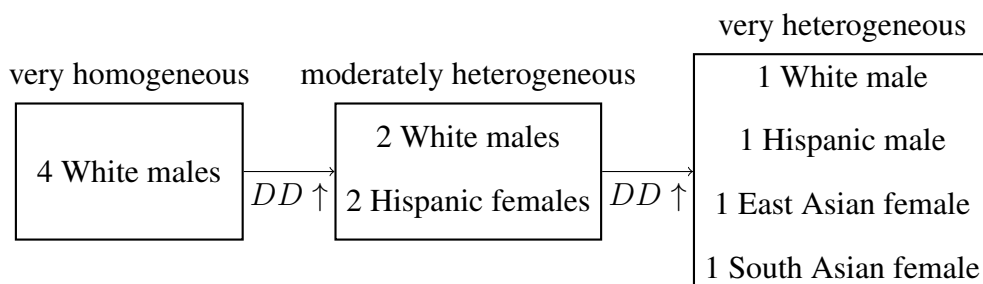 very homogeneous
4 White males
DD ↑
moderately heterogeneous
2 White males
2 Hispanic females
DD ↑
very heterogeneous
1 White male
1 Hispanic male
1 East Asian female
1 South Asian female